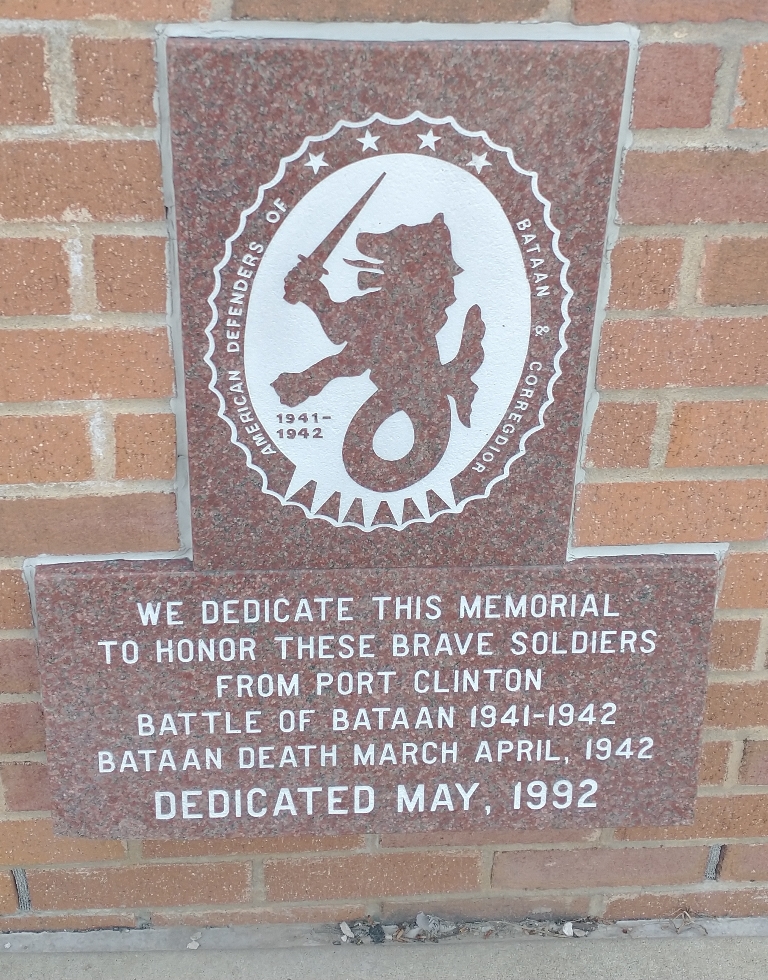 AMERICAN DEFENDERS OF
BATAAN & CORREGDIOR
1941-
1942
WE DEDICATE THIS MEMORIAL
TO HONOR THESE BRAVE SOLDIERS
FROM PORT CLINTON
BATTLE OF BATAAN 1941-1942
BATAAN DEATH MARCH APRIL, 1942
DEDICATED MAY, 1992